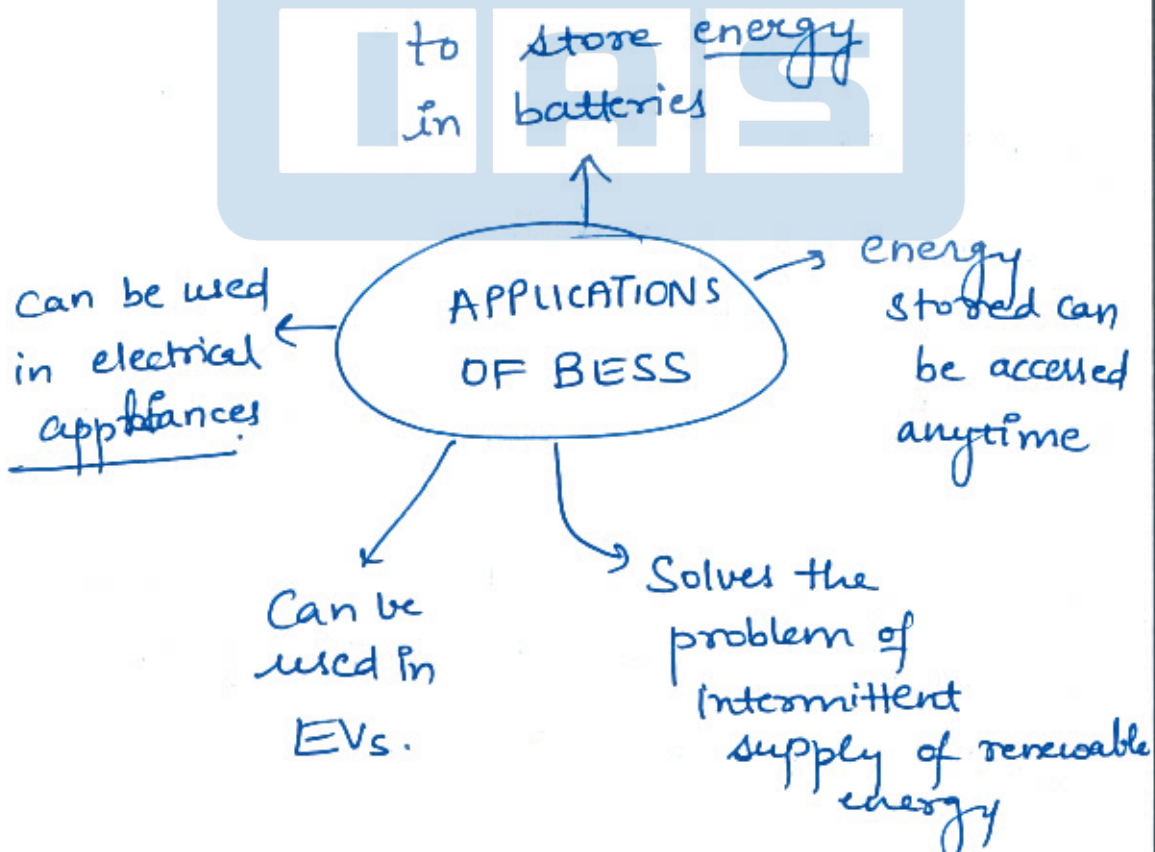 IAS
to store energy
in batteries
APPLICATIONS
OF BESS
energy
stored can
be accessed
anytime
Can be used
in electrical
appliances.
Can be
used in
EVs.
Solves the
problem of
intermittent
supply of renewable
energy